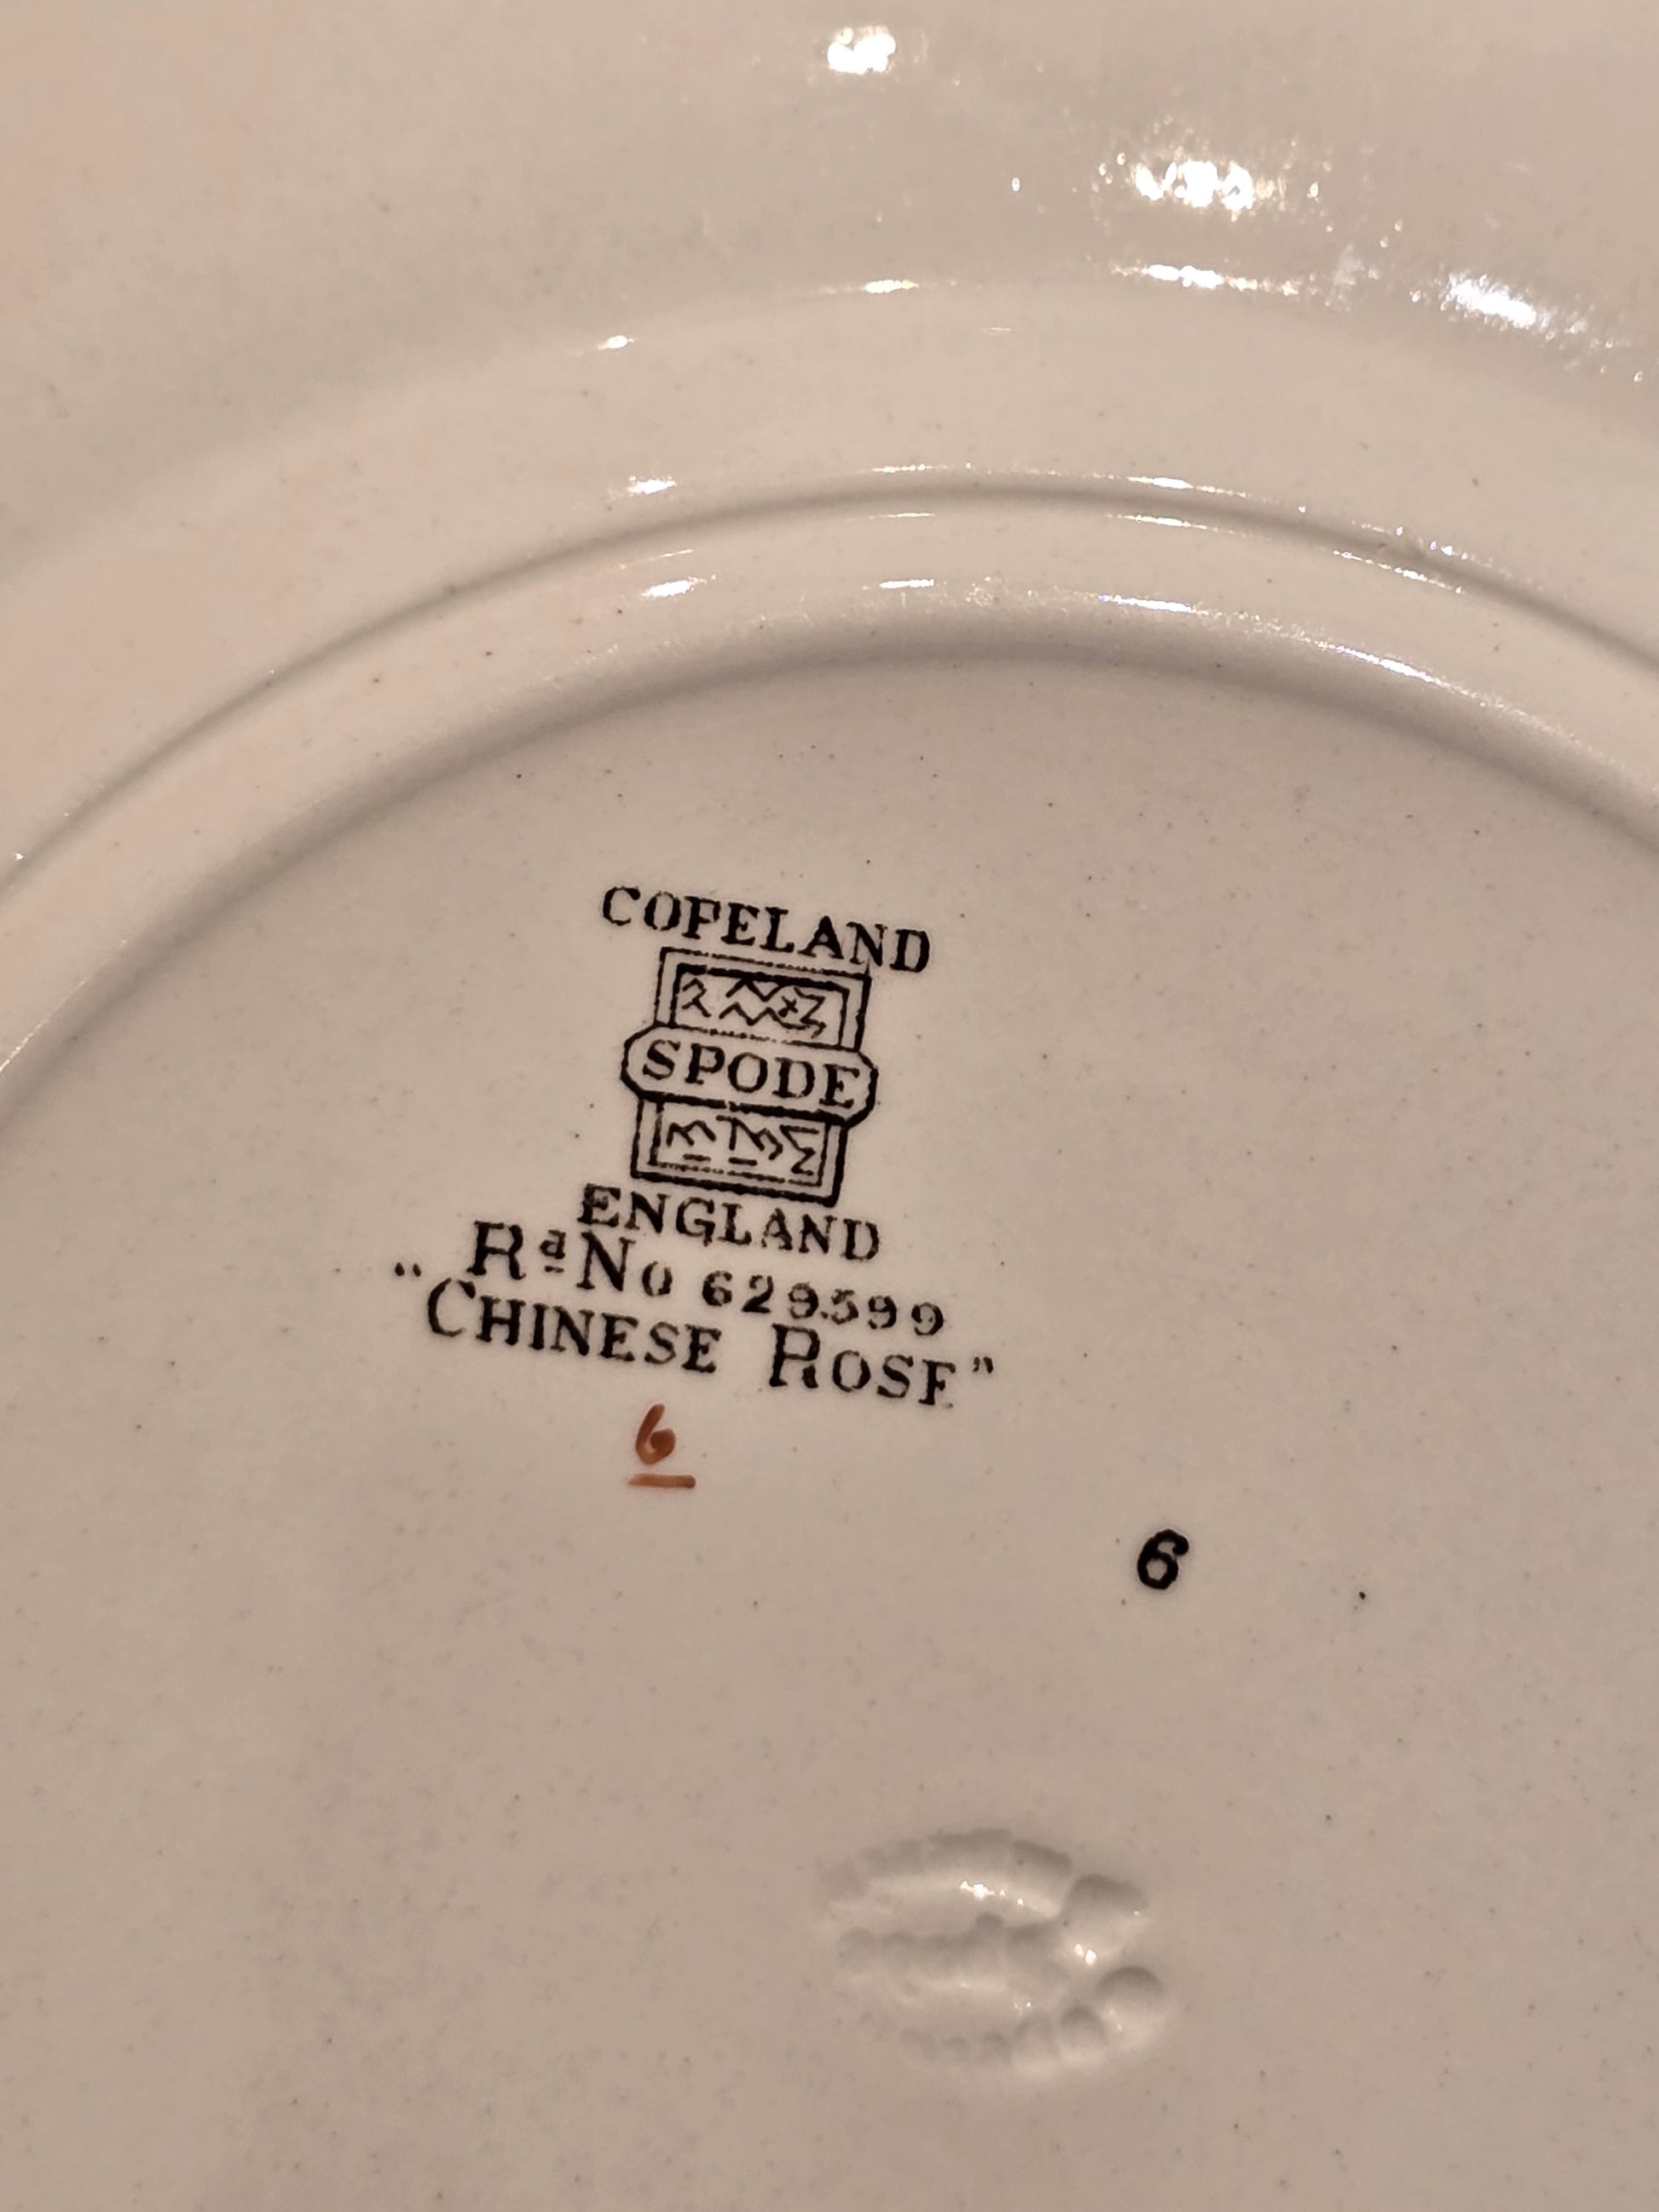 COPELAND
SPODE
ENGLAND
Rd No 629599
"CHINESE ROSE"
6
6